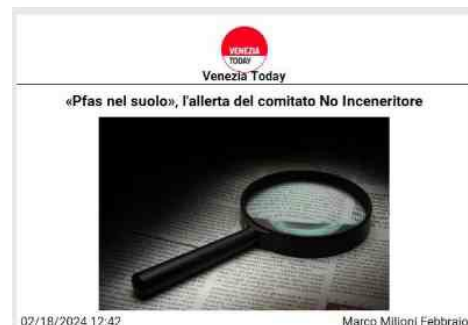 VENEZIA
TODAY
Venezia Today
«Pfas nel suolo», l'allerta del comitato No Inceneritore
02/18/2024 12:42
Marco Milioni Febbraio